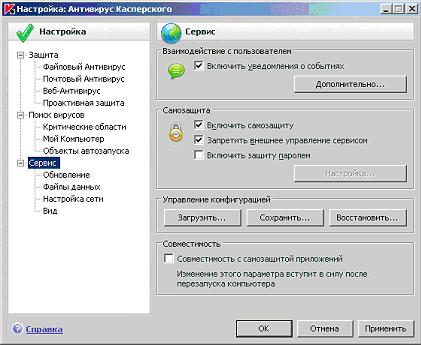 Настройка: Антивирус Касперского
Настройка
Защита
Файловый Антивирус
Почтовый Антивирус
Веб-Антивирус
Проактивная защита
Поиск вирусов
Критические области
Мой Компьютер
Объекты автозапуска
Сервис
Обновление
Файлы данных
Настройка сети
Вид
Сервис
Взаимодействие с пользователем
Включить уведомления о событиях
Дополнительно...
Самозащита
Включить самозащиту
Запретить внешнее управление сервисом
Включить защиту паролем
Настройка...
Управление конфигурацией
Загрузить... Сохранить... Восстановить...
Совместимость
Совместимость с самозащитой приложений
Изменение этого параметра вступит в силу после
перезапуска компьютера
Справка
ОК Отмена Применить